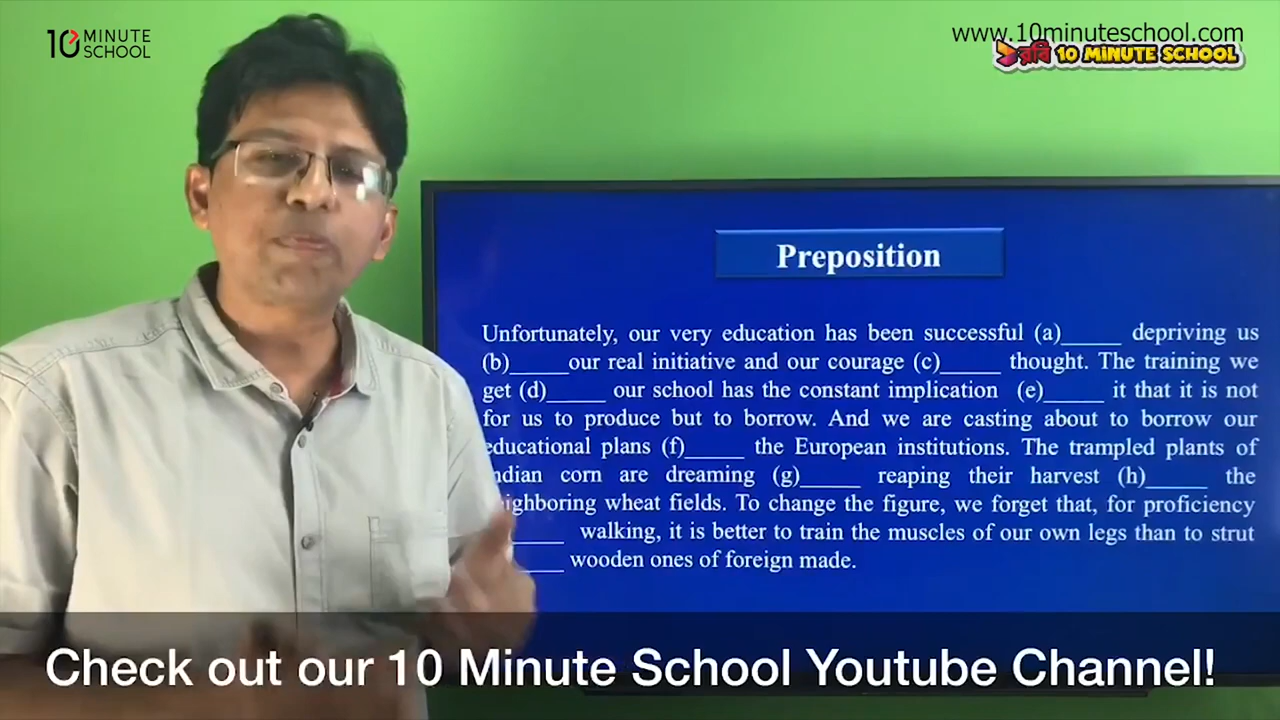 10 MINUTE
SCHOOL
www.10minuteschool.com
রবি 10 MINUTE SCHOOL
Preposition
Unfortunately, our very education has been successful (a)_____ depriving us
(b)_____our real initiative and our courage (c)_____ thought. The training we
get (d)_____ our school has the constant implication (e)_____ it that it is not
for us to produce but to borrow. And we are casting about to borrow our
educational plans (f)_____ the European institutions. The trampled plants of
ndian corn are dreaming (g)_____ reaping their harvest (h)_____ the
eighboring wheat fields. To change the figure, we forget that, for proficiency
_____ walking, it is better to train the muscles of our own legs than to strut
_____ wooden ones of foreign made.
Check out our 10 Minute School Youtube Channel!